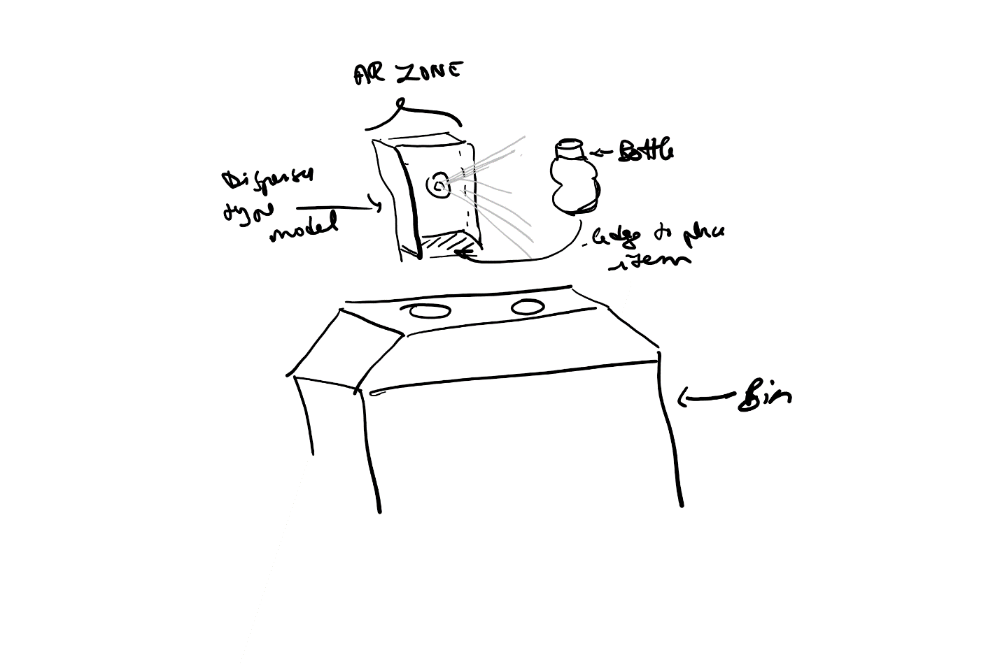 AR ZONE
Bottle
Dispenser
type
model
Ledge to place
item
Bin